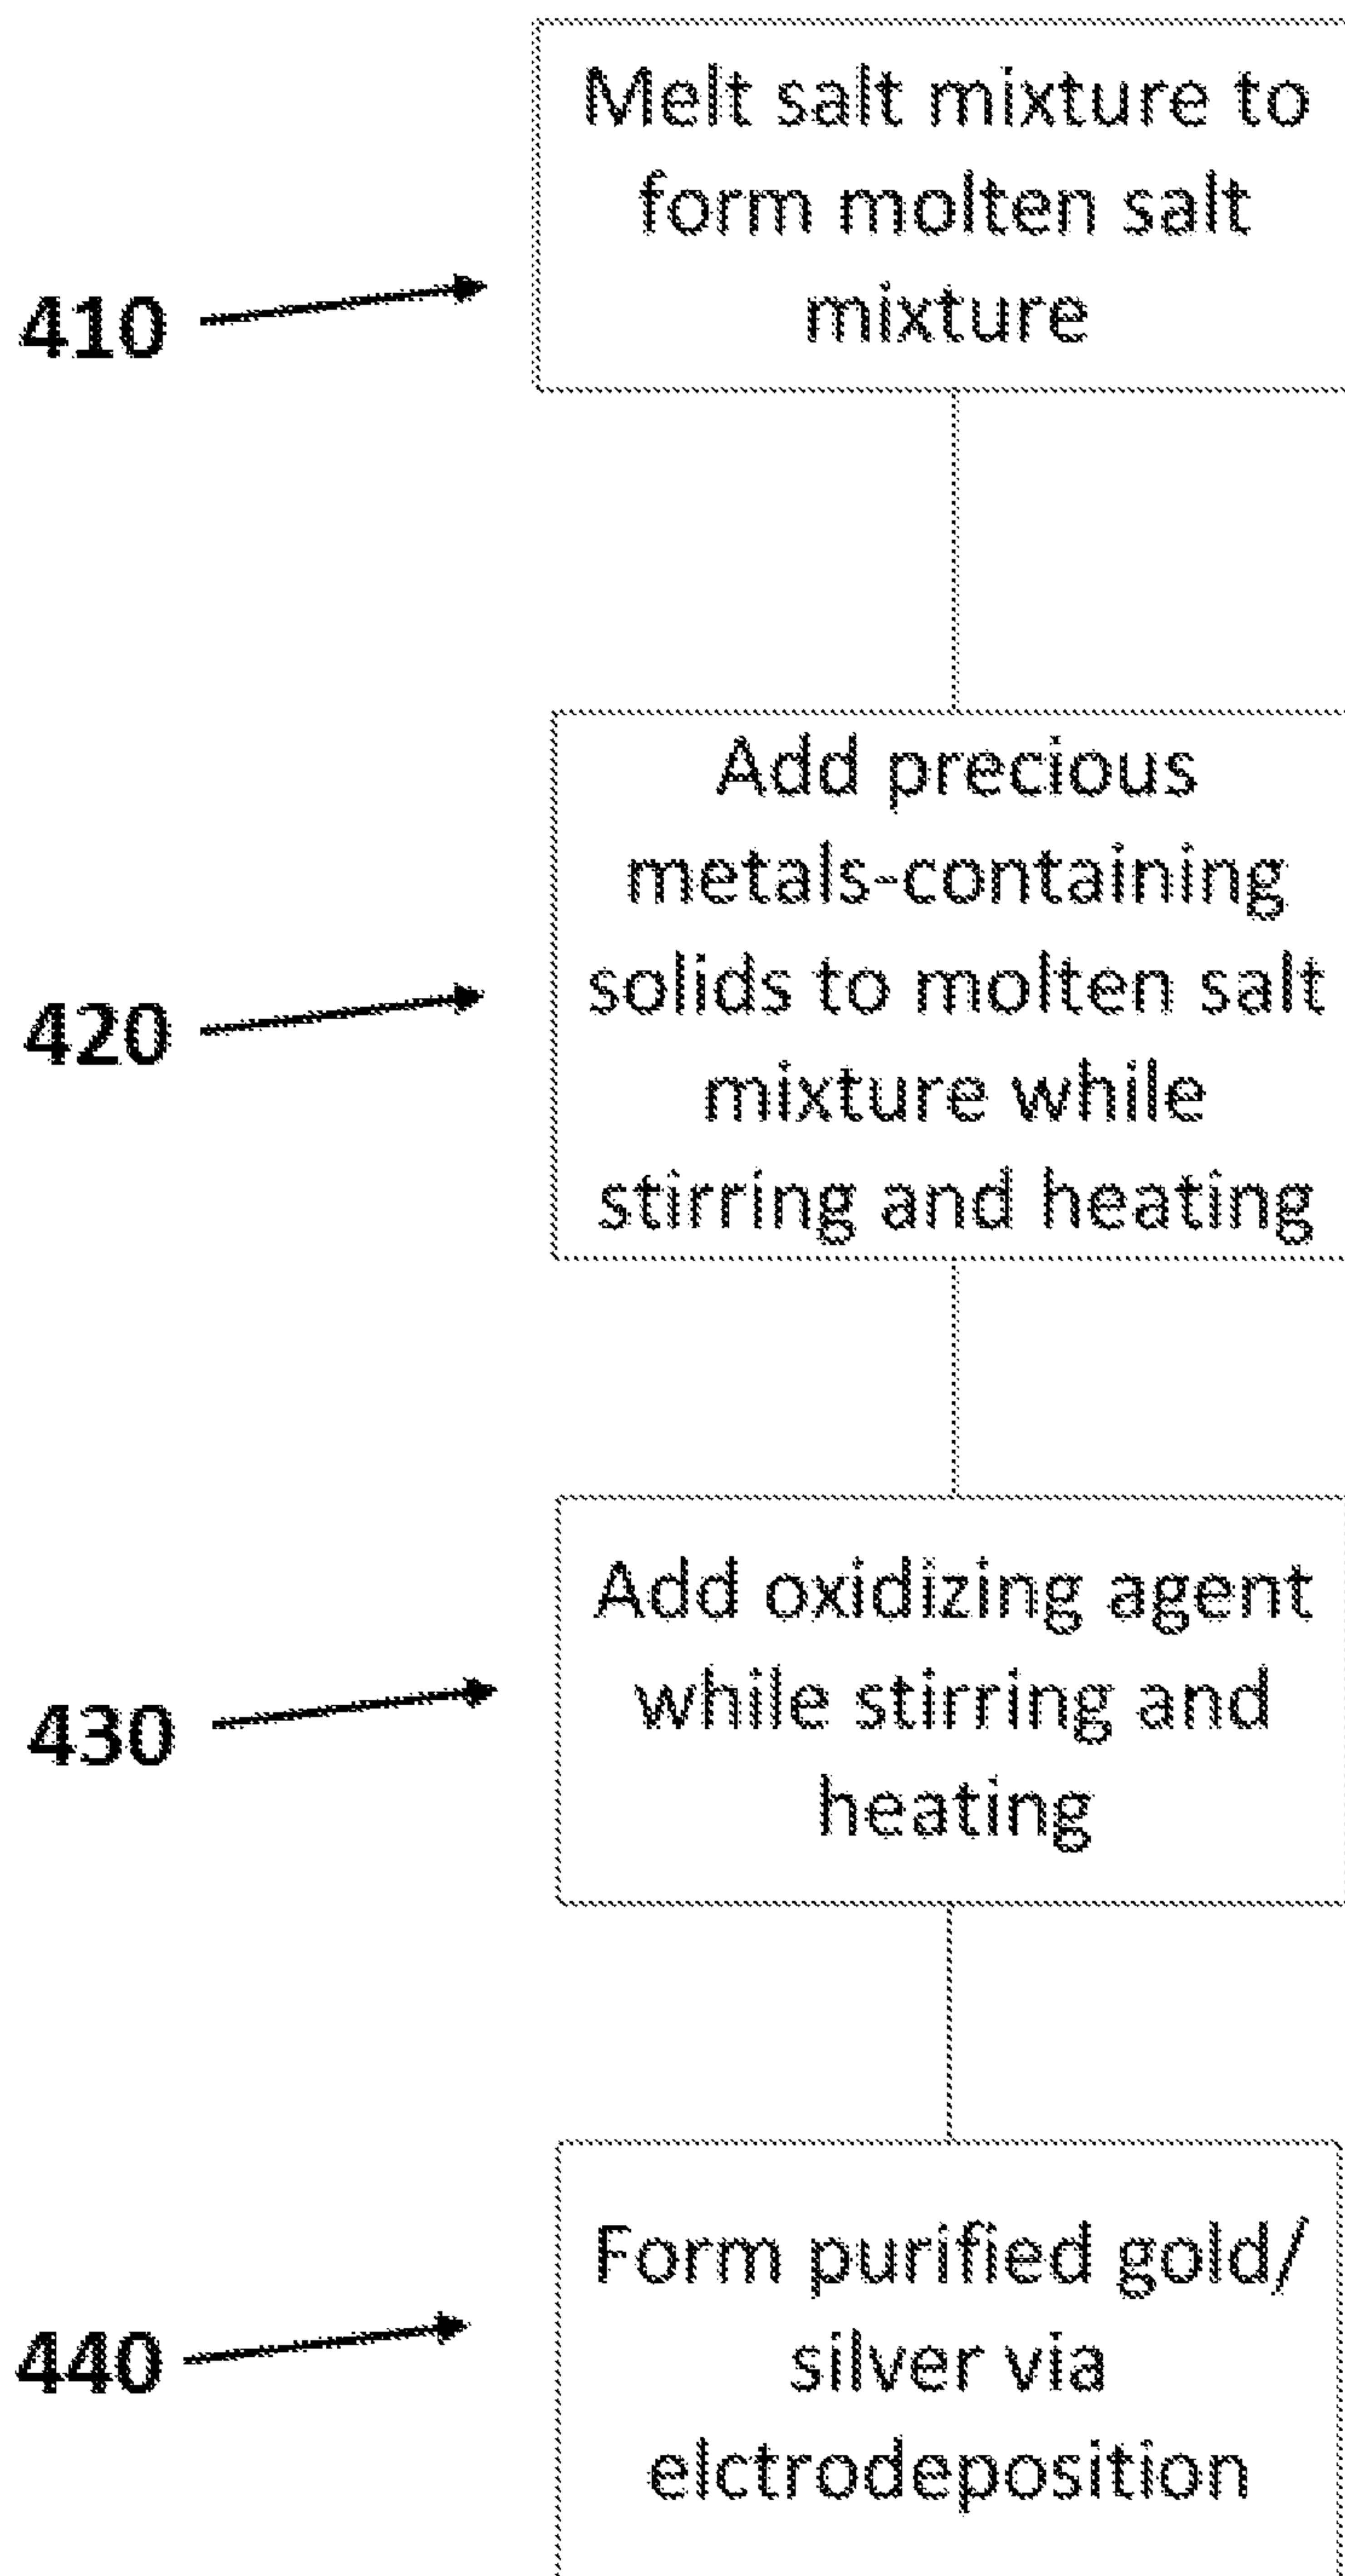 Melt salt mixture to
form molten salt
mixture
410
Add precious
metals-containing
solids to molten salt
mixture while
stirring and heating
420
Add oxidizing agent
while stirring and
heating
430
Form purified gold/
silver via
elctrodeposition
440